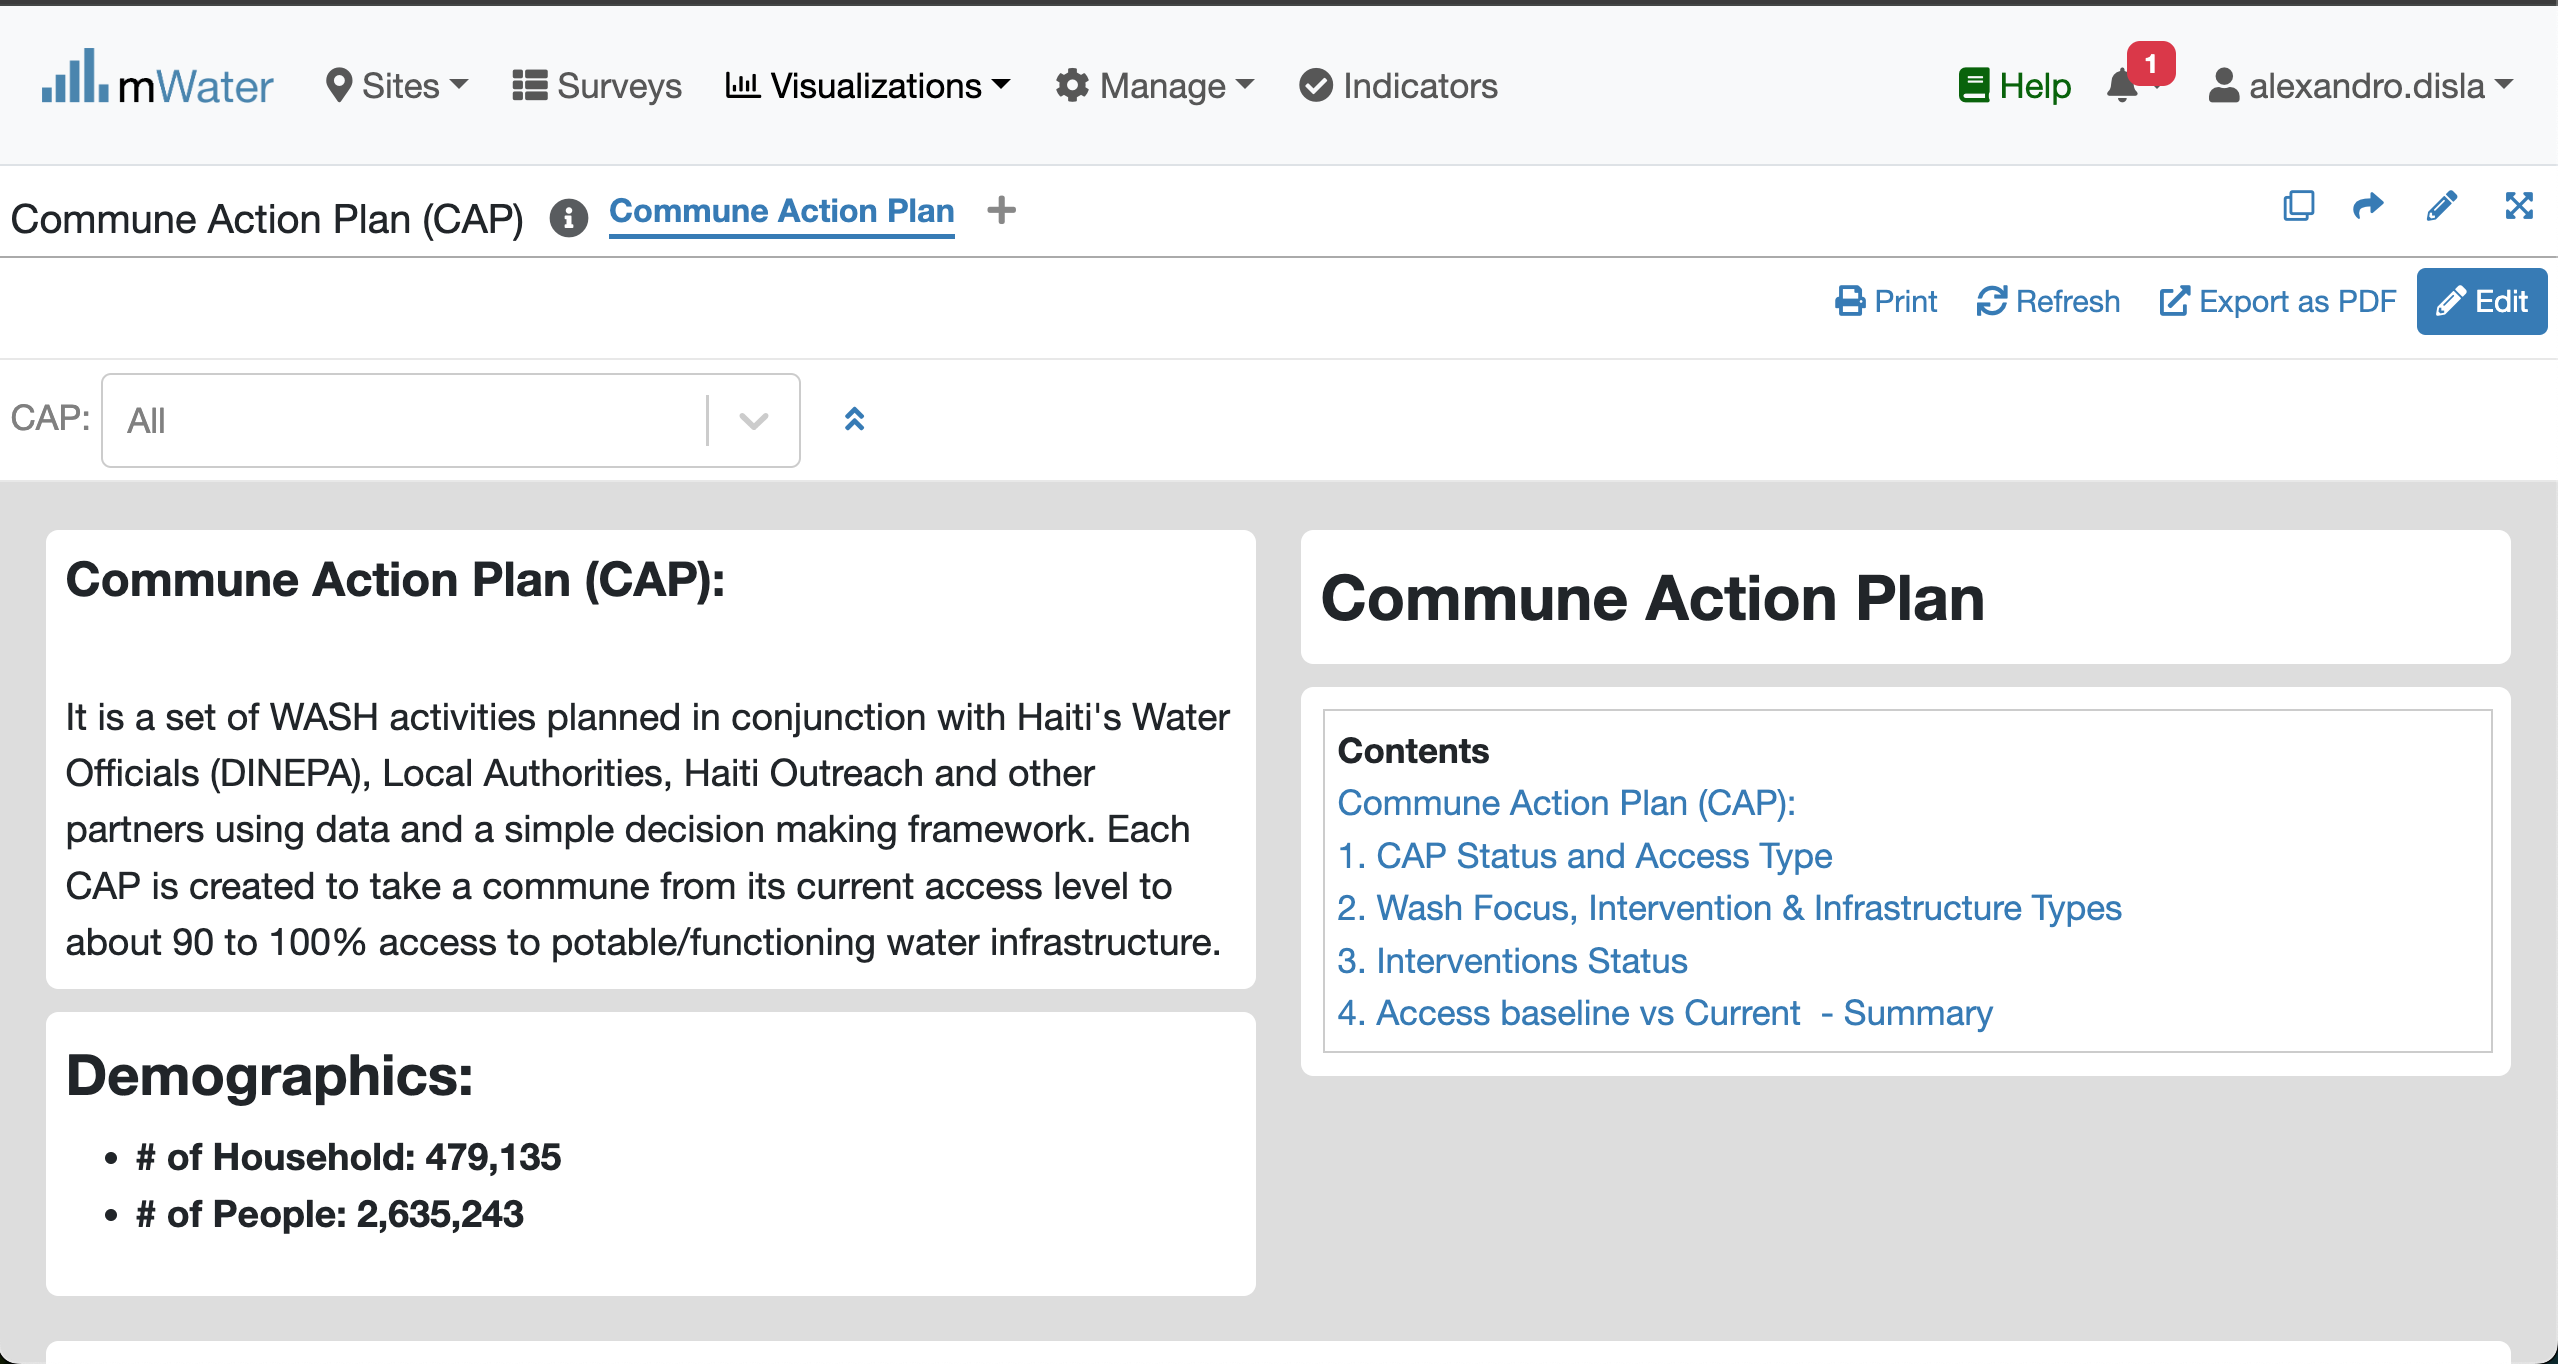 mWater Sites Surveys Visualizations Manage Indicators Help 1 alexandro.disla
Commune Action Plan (CAP) Commune Action Plan
Print Refresh Export as PDF Edit
CAP: All
Commune Action Plan (CAP):
It is a set of WASH activities planned in conjunction with Haiti's Water
Officials (DINEPA), Local Authorities, Haiti Outreach and other
partners using data and a simple decision making framework. Each
CAP is created to take a commune from its current access level to
about 90 to 100% access to potable/functioning water infrastructure.
Demographics:
• # of Household: 479,135
• # of People: 2,635,243
Commune Action Plan
Contents
Commune Action Plan (CAP):
1. CAP Status and Access Type
2. Wash Focus, Intervention & Infrastructure Types
3. Interventions Status
4. Access baseline vs Current  - Summary